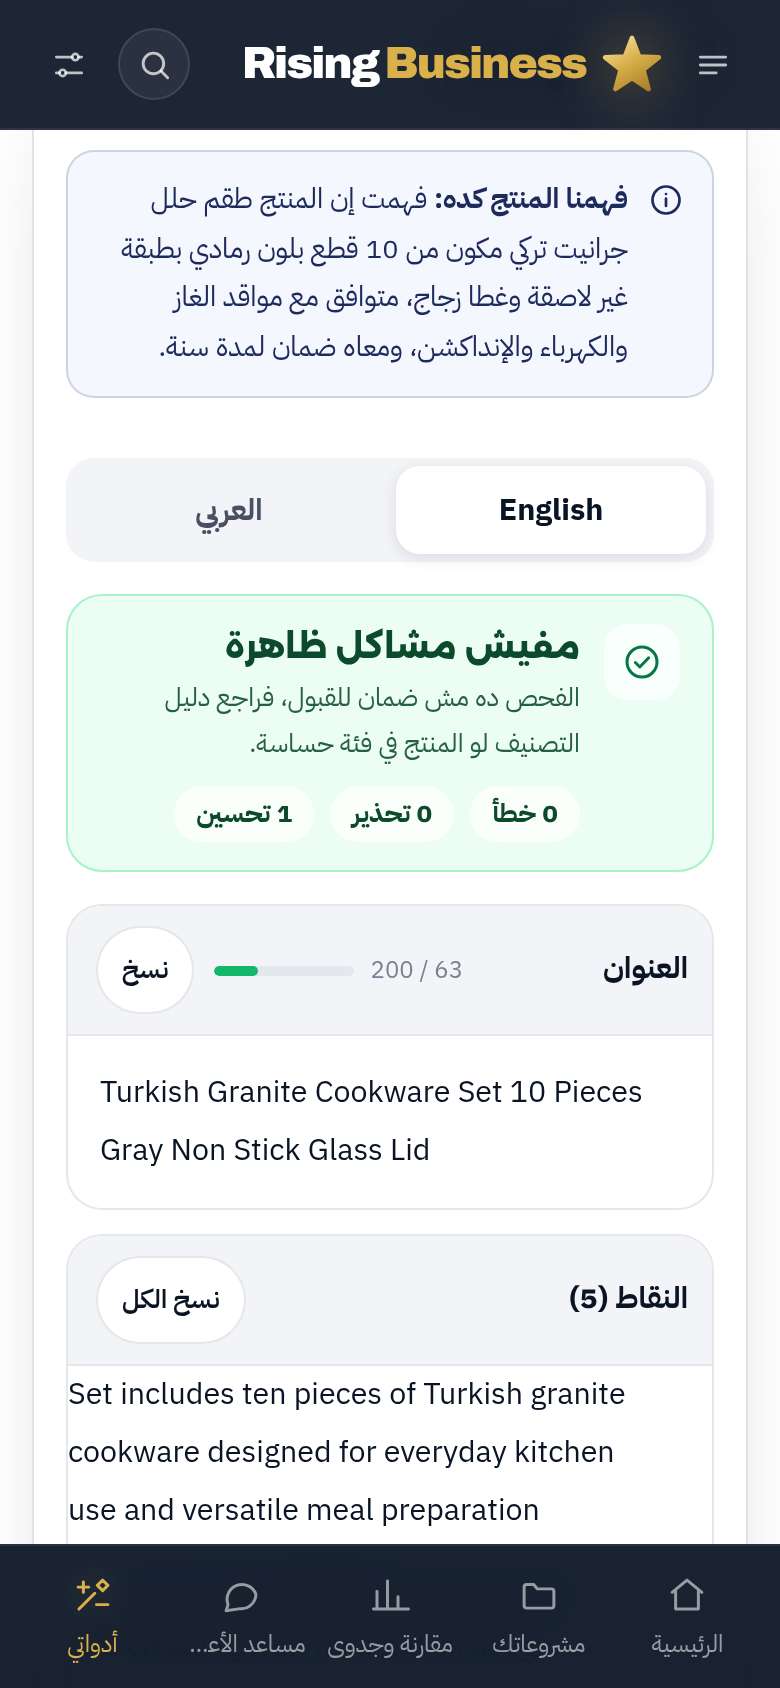 Rising Business
فهمنا المنتج كده: فهمت إن المنتج طقم حلل
جرانيت تركي مكون من 10 قطع بلون رمادي بطبقة
غير لاصقة وغطا زجاج، متوافق مع مواقد الغاز
والكهرباء والإنداكشن، ومعاه ضمان لمدة سنة.
English
العربي
مفيش مشاكل ظاهرة
الفحص ده مش ضمان للقبول، فراجع دليل
التصنيف لو المنتج في فئة حساسة.
0 خطأ
0 تحذير
1 تحسين
العنوان
200 / 63
نسخ
Turkish Granite Cookware Set 10 Pieces
Gray Non Stick Glass Lid
النقاط (5)
نسخ الكل
Set includes ten pieces of Turkish granite
cookware designed for everyday kitchen
use and versatile meal preparation
الرئيسية
مشروعاتك
مقارنة وجدوى
مساعد الأع...
أدواتي